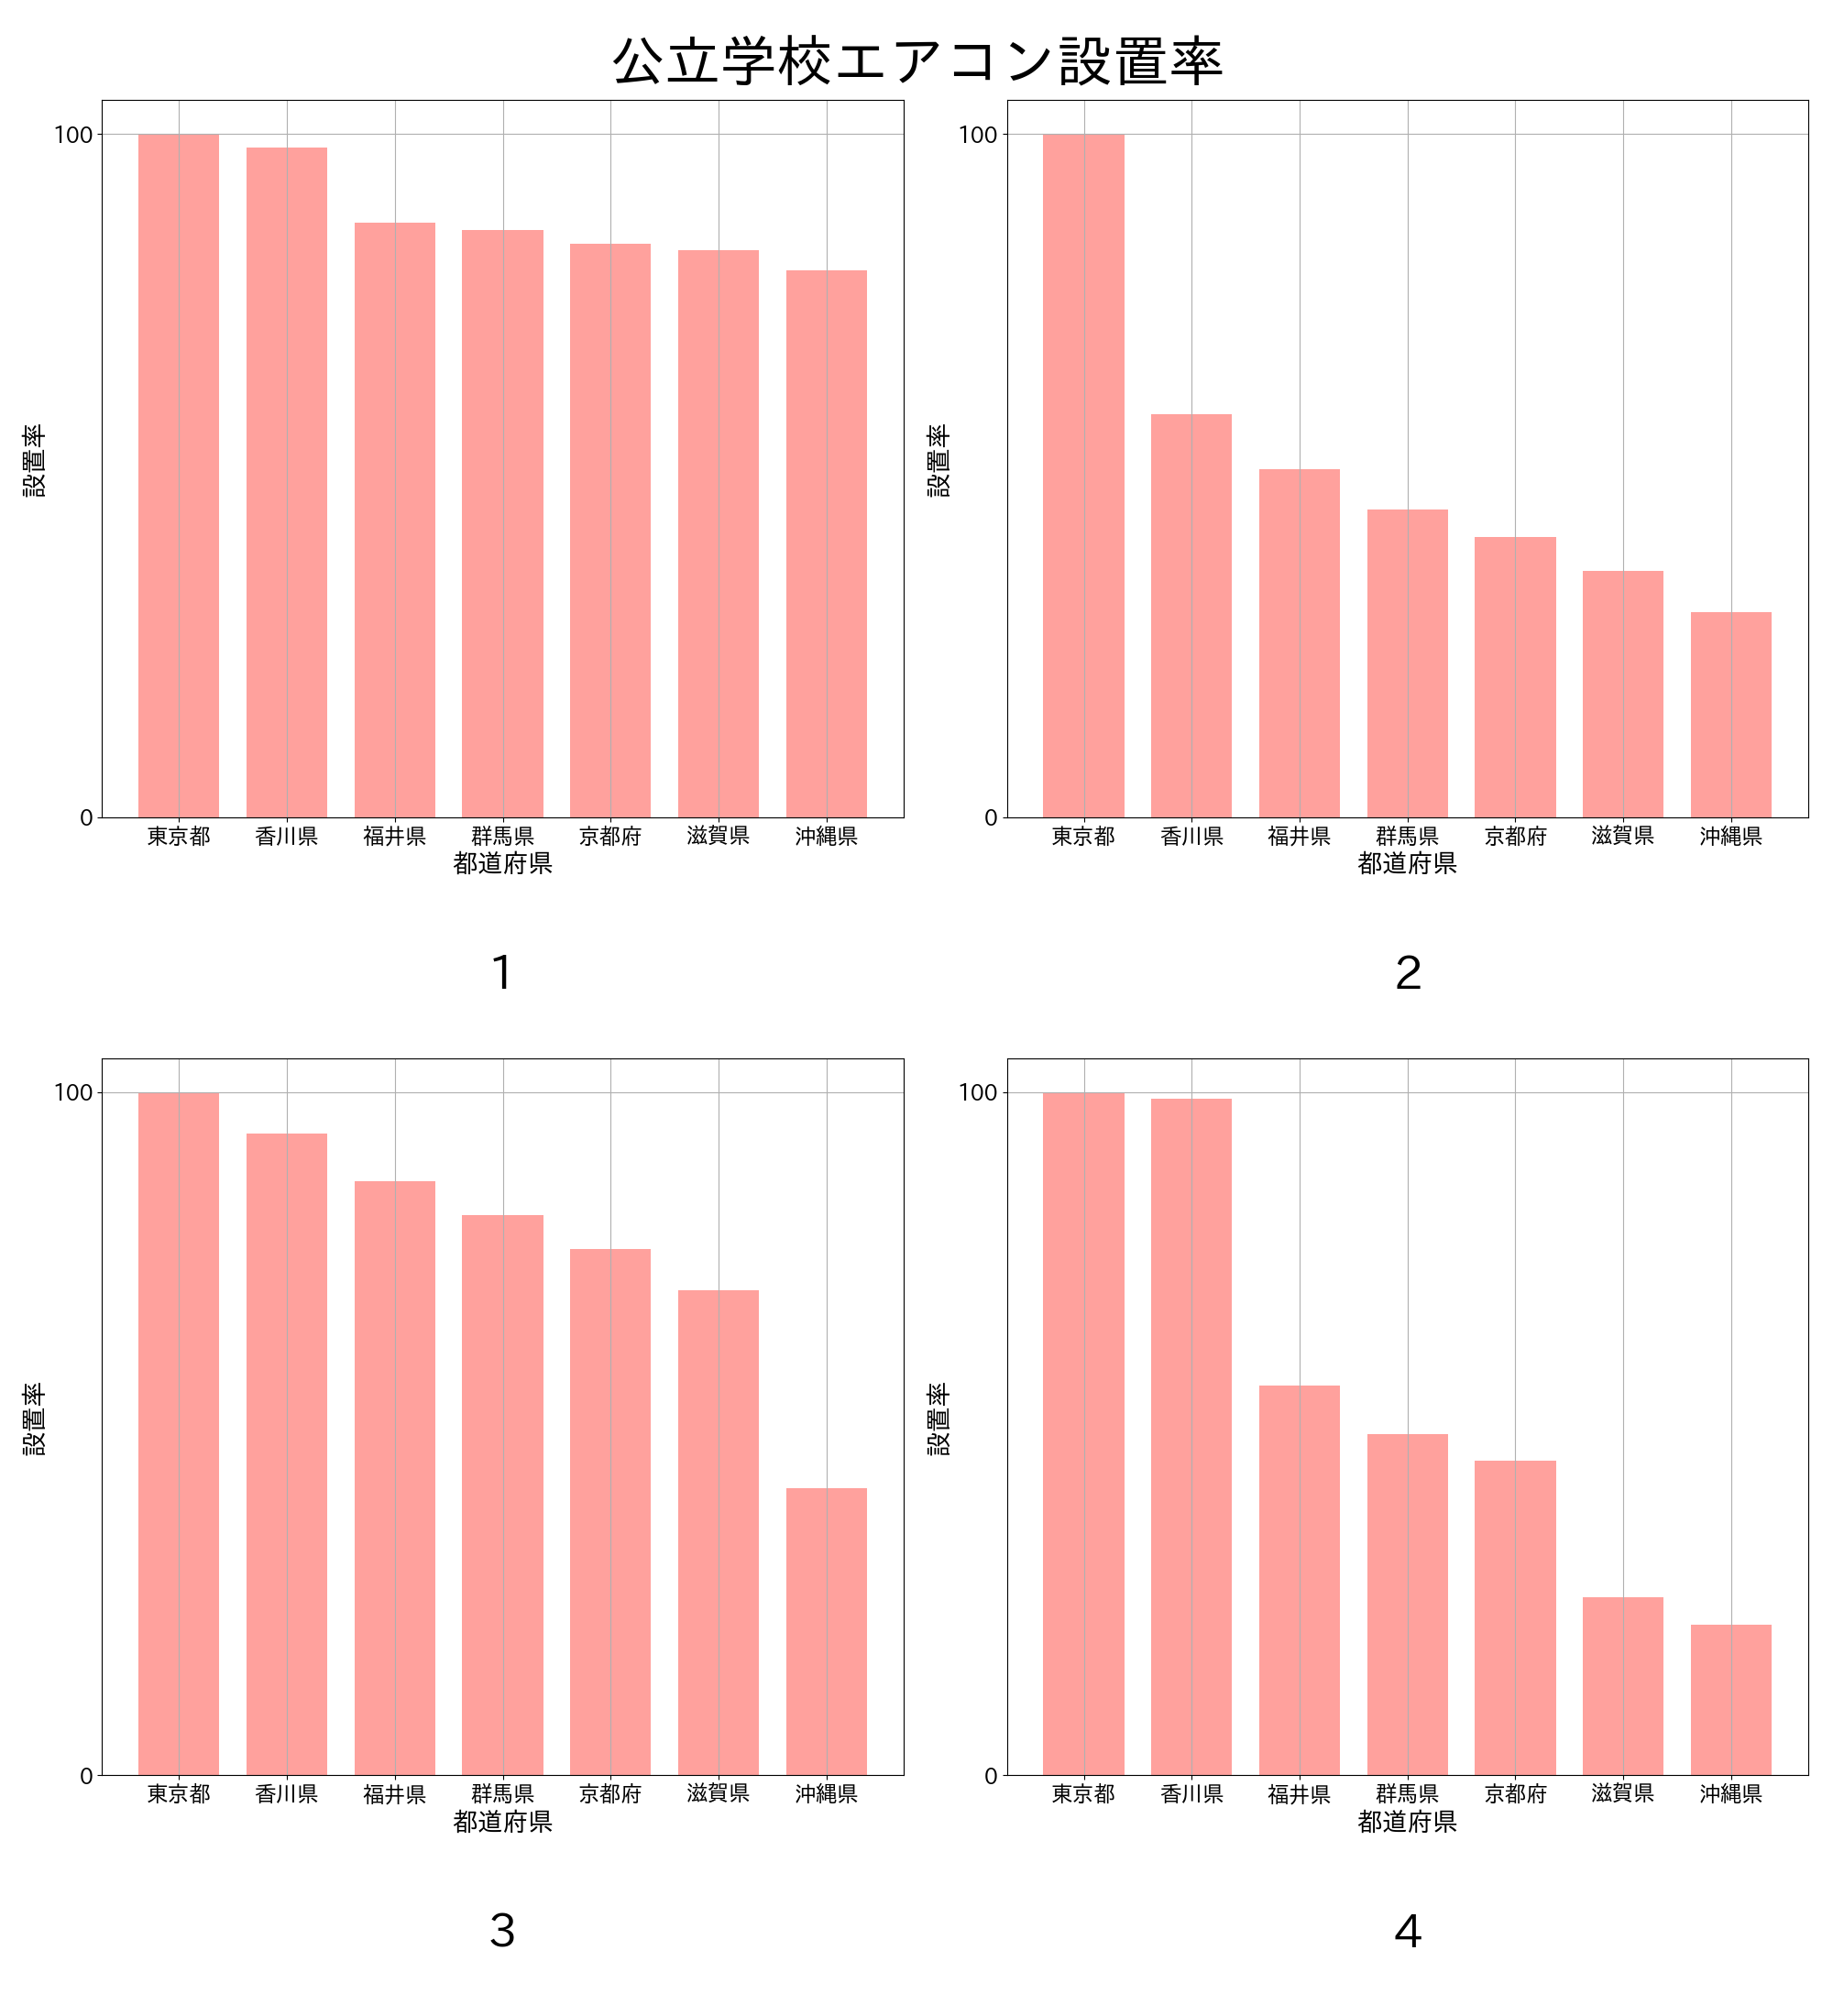 公立学校エアコン設置率
100
0
設置率
東京都 香川県 福井県 群馬県 京都府 滋賀県 沖縄県
都道府県
1
100
0
設置率
東京都 香川県 福井県 群馬県 京都府 滋賀県 沖縄県
都道府県
2
100
0
設置率
東京都 香川県 福井県 群馬県 京都府 滋賀県 沖縄県
都道府県
3
100
0
設置率
東京都 香川県 福井県 群馬県 京都府 滋賀県 沖縄県
都道府県
4